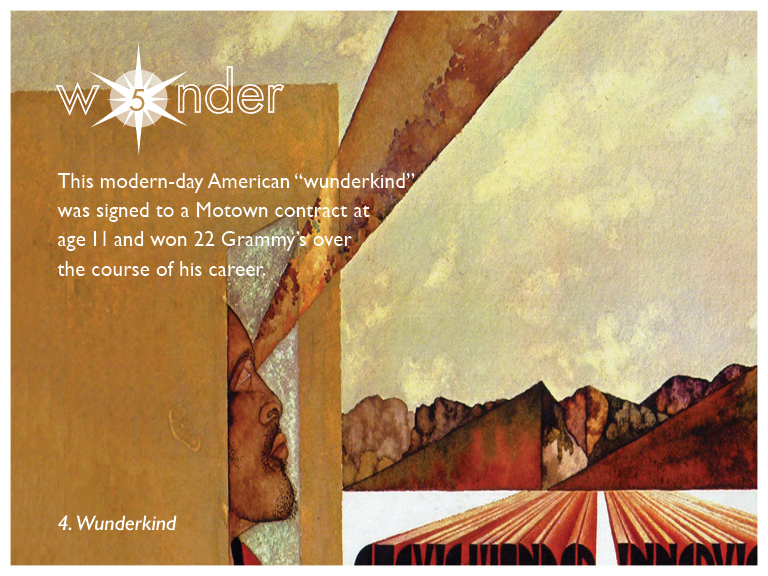 w5nder
This modern-day American “wunderkind”
was signed to a Motown contract at
age 11 and won 22 Grammy’s over
the course of his career.
4. Wunderkind